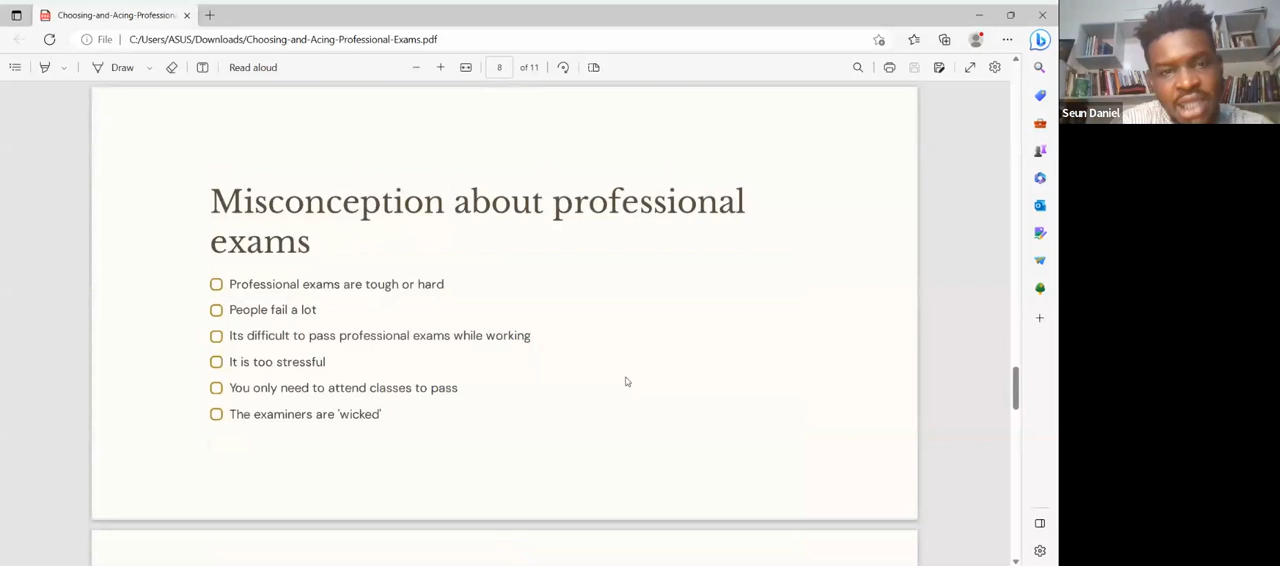 Choosing-and-Acing-Professional
File
C:/Users/ASUS/Downloads/Choosing-and-Acing-Professional-Exams.pdf
Draw
Read aloud
8
of 11
Seun Daniel
Misconception about professional
exams
Professional exams are tough or hard
People fail a lot
Its difficult to pass professional exams while working
It is too stressful
You only need to attend classes to pass
The examiners are 'wicked'